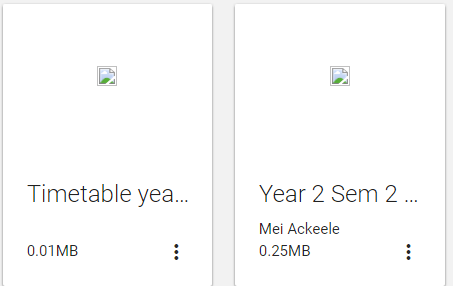 Timetable yea...
0.01MB
Year 2 Sem 2 ...
Mei Ackeele
0.25MB